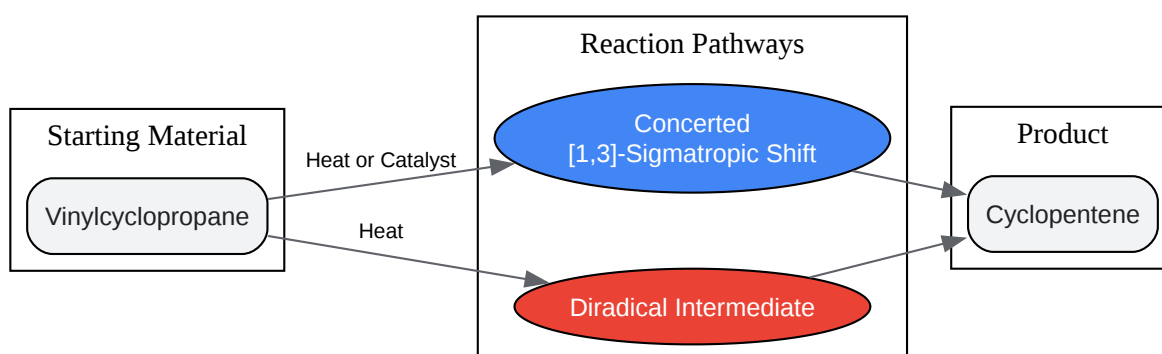 Reaction Pathways
Starting Material
Product
Vinylcyclopropane
Heat or Catalyst
Heat
Concerted
[1,3]-Sigmatropic Shift
Diradical Intermediate
Cyclopentene